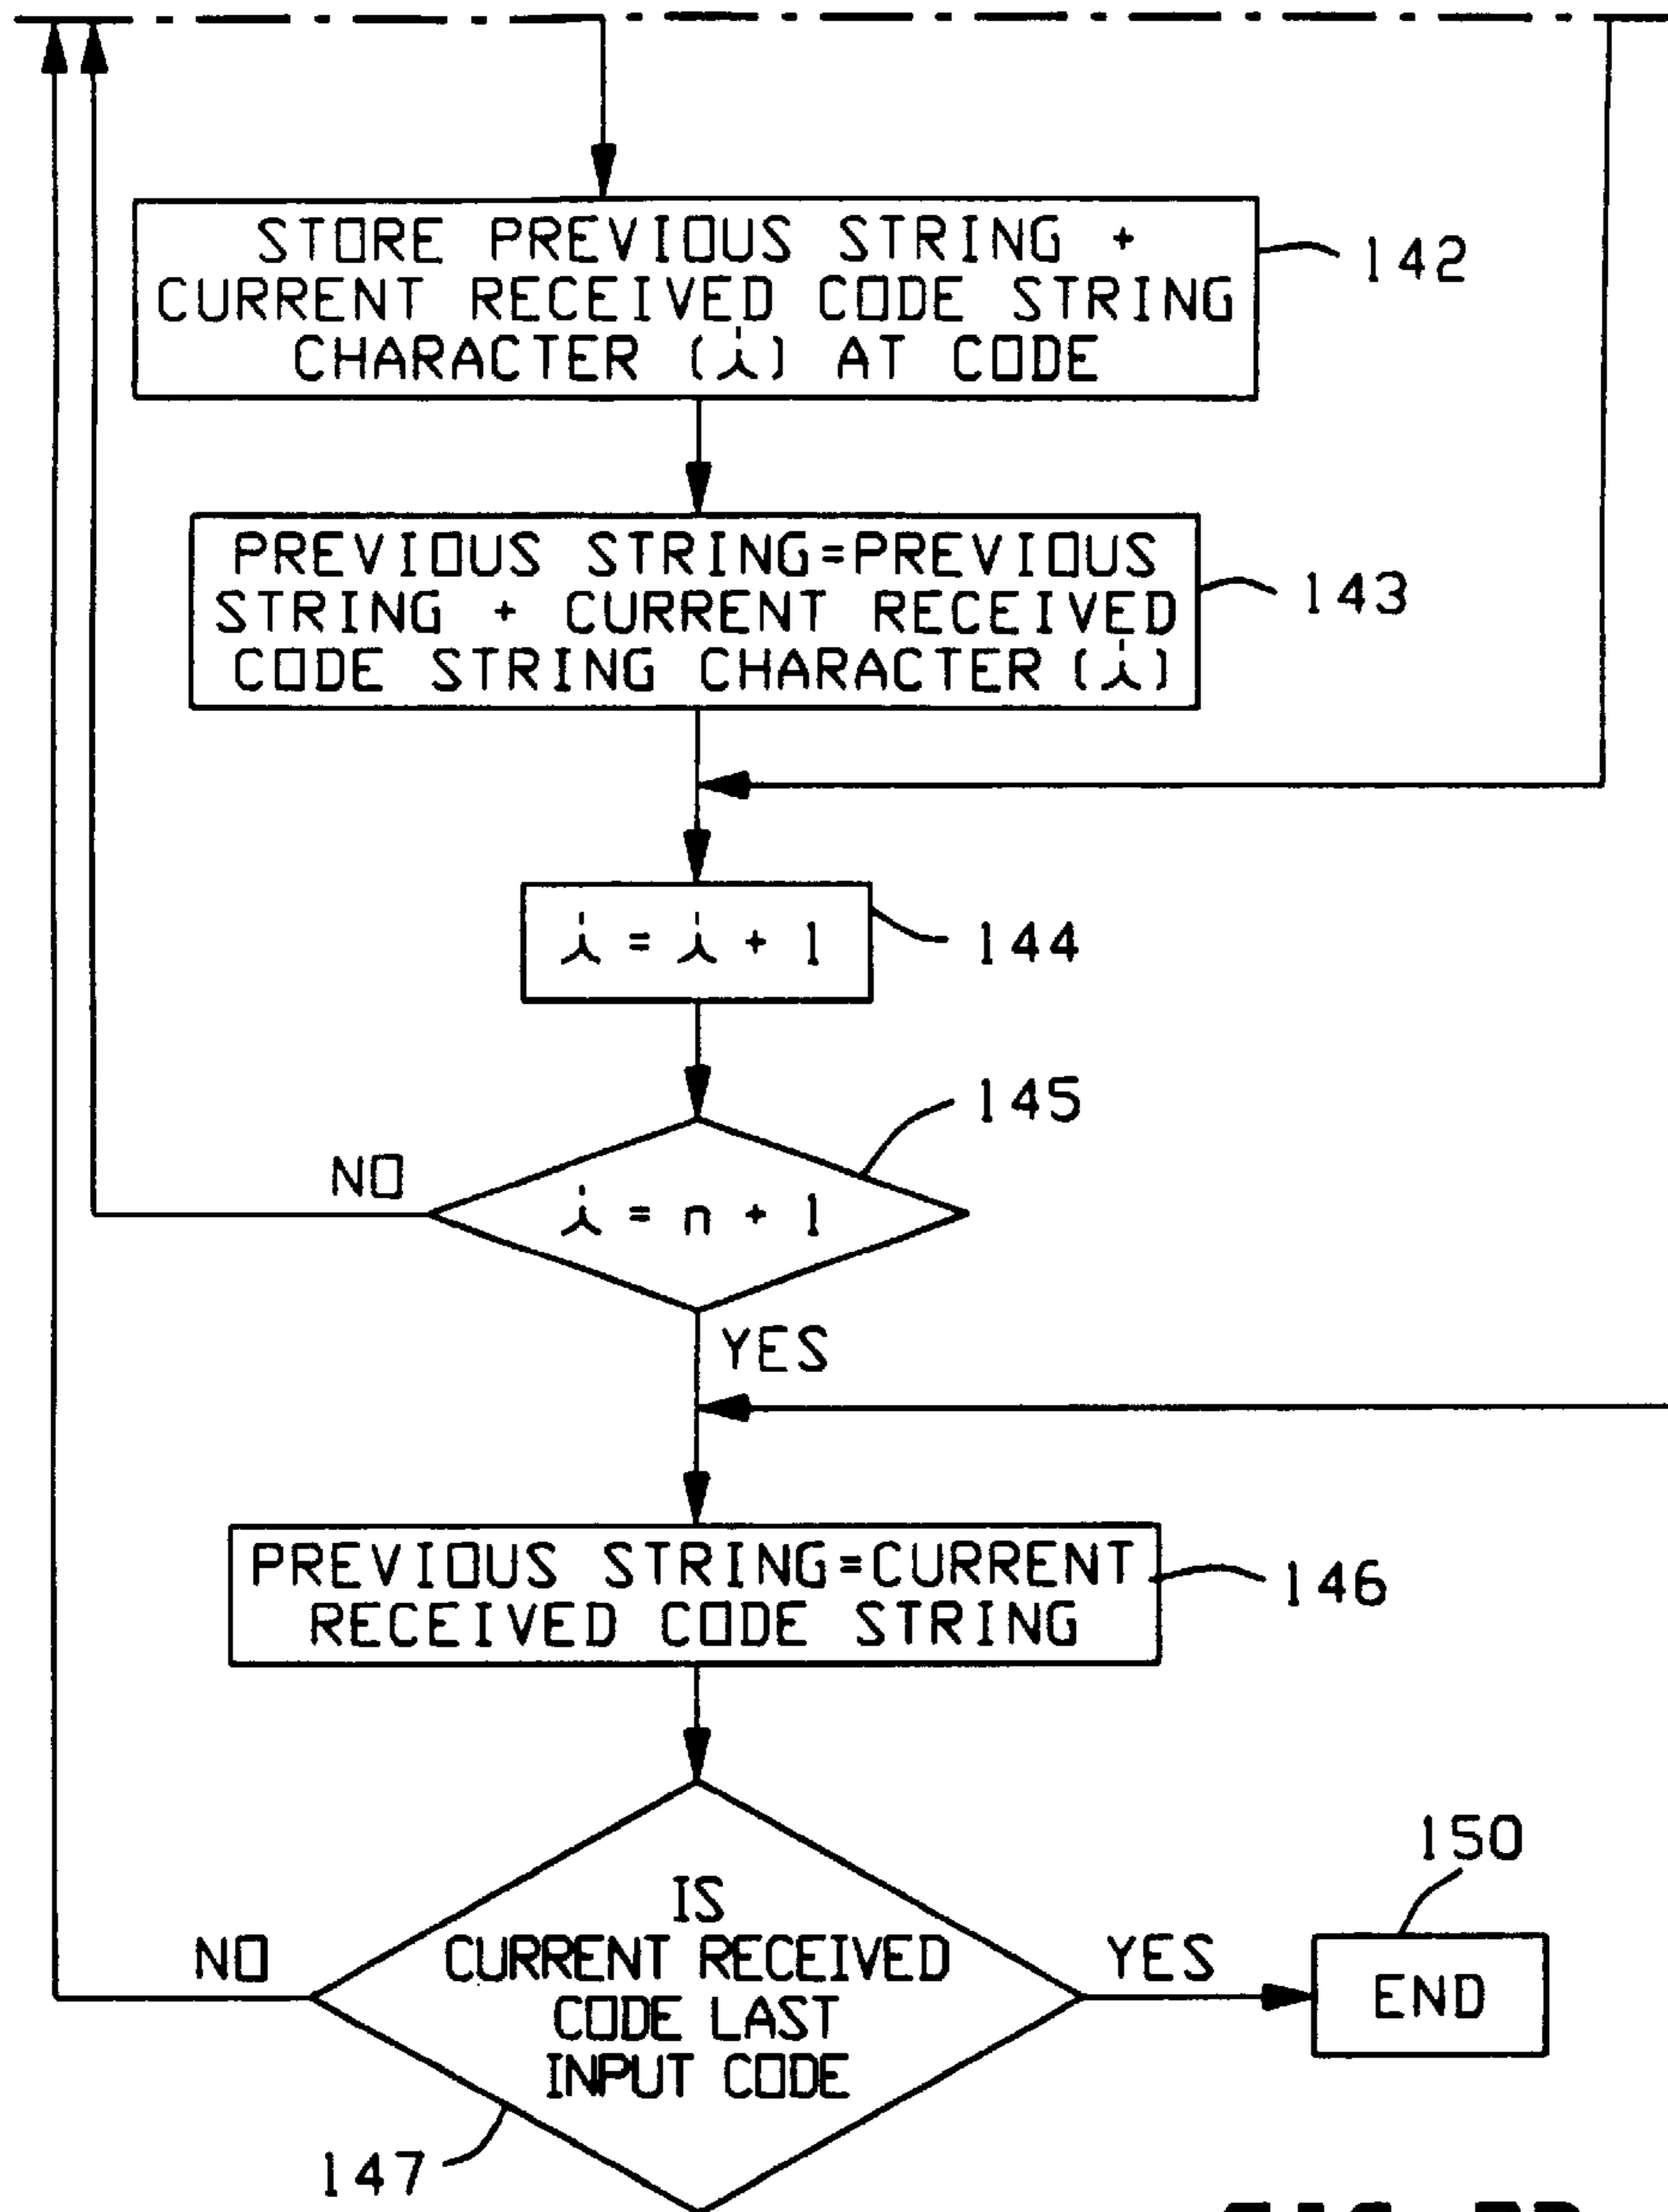 STORE PREVIOUS STRING +
CURRENT RECEIVED CODE STRING
CHARACTER (i) AT CODE
142
PREVIOUS STRING=PREVIOUS
STRING + CURRENT RECEIVED
CODE STRING CHARACTER (i)
143
i = i + 1
144
145
NO
i = n + 1
YES
PREVIOUS STRING=CURRENT
RECEIVED CODE STRING
146
150
IS
NO
CURRENT RECEIVED
YES
CODE LAST
END
INPUT CODE
147